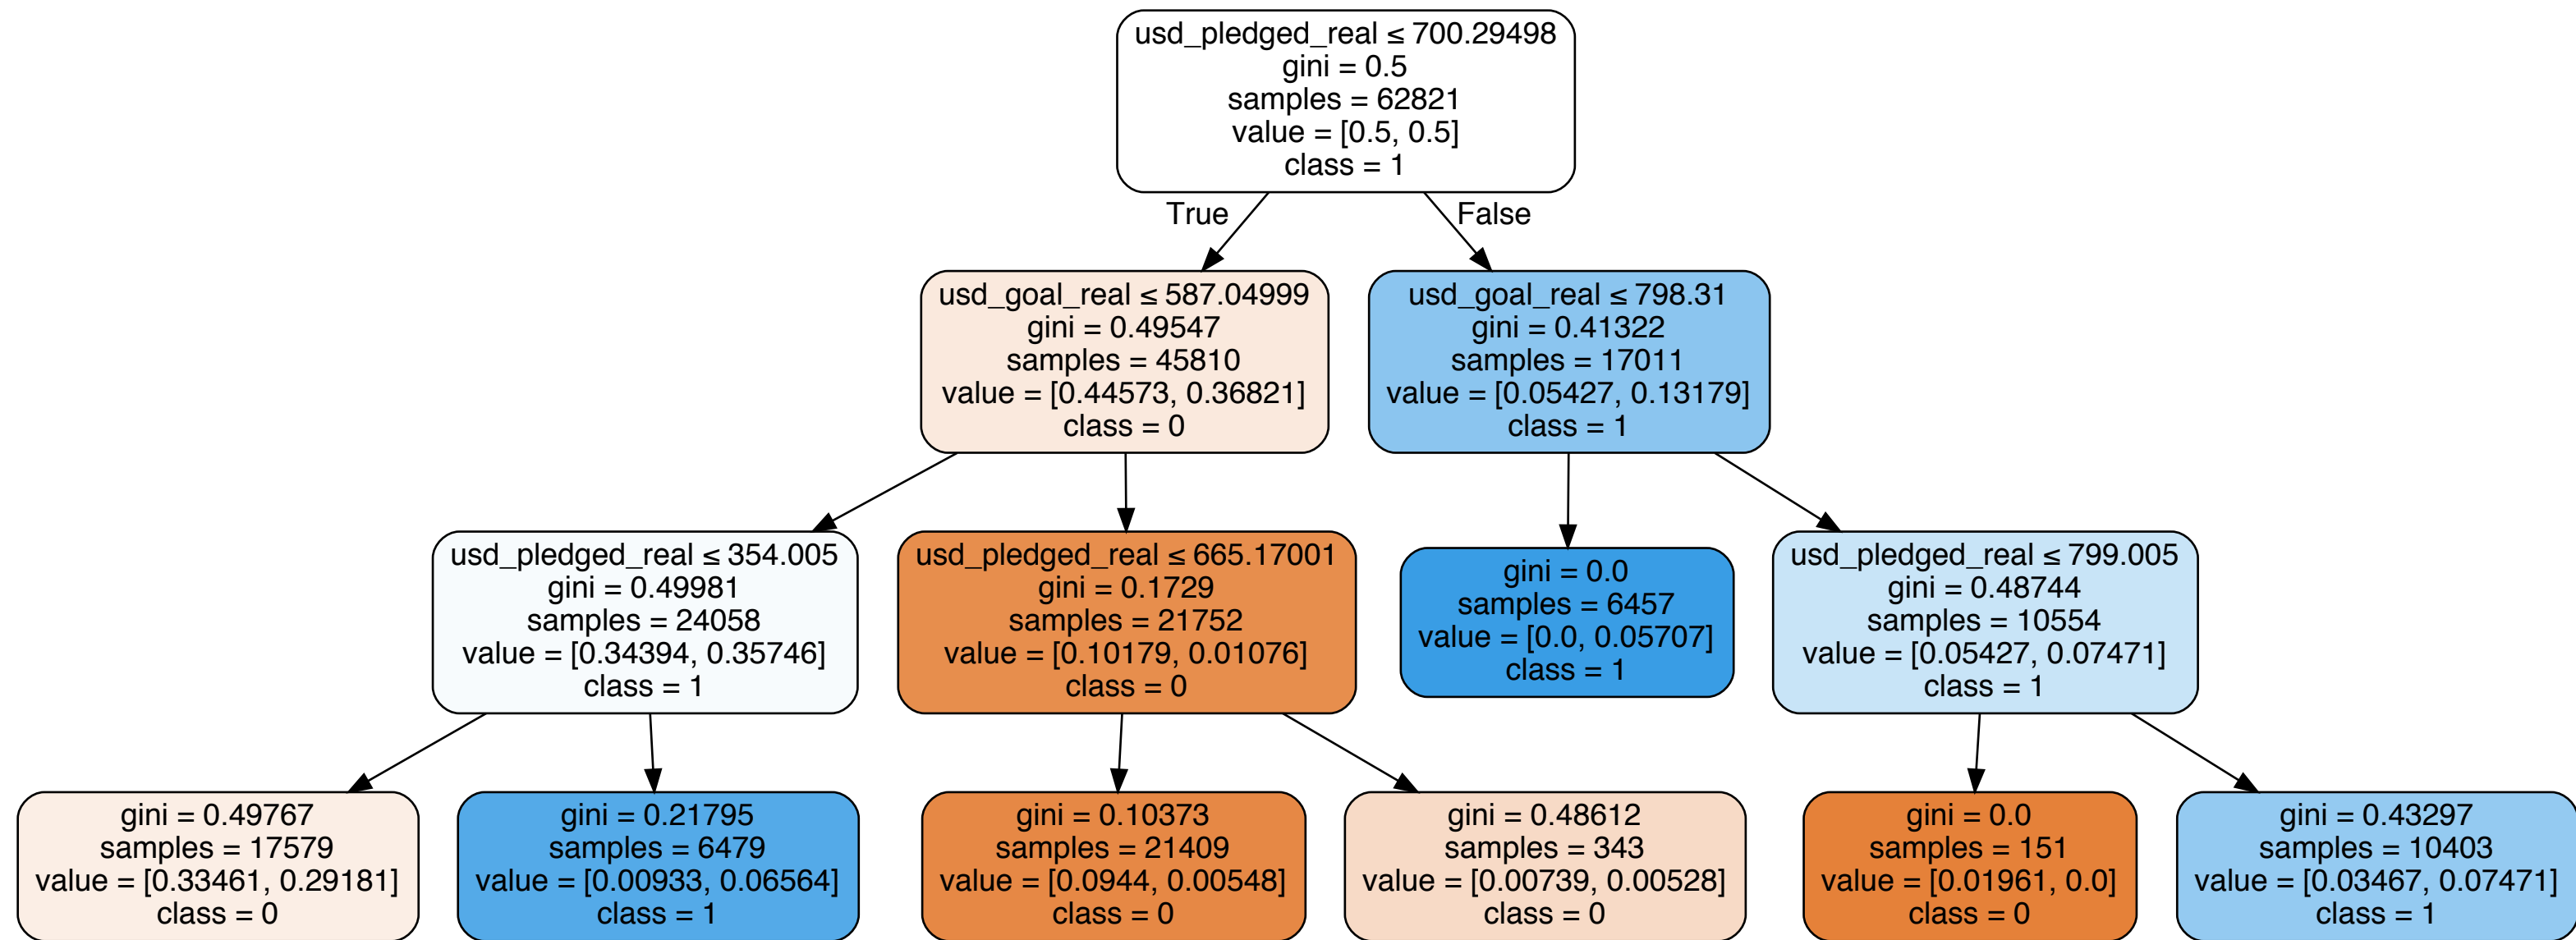 usd_pledged_real ≤ 700.29498
gini = 0.5
samples = 62821
value = [0.5, 0.5]
class = 1
True
False
usd_goal_real ≤ 587.04999
gini = 0.49547
samples = 45810
value = [0.44573, 0.36821]
class = 0
usd_goal_real ≤ 798.31
gini = 0.41322
samples = 17011
value = [0.05427, 0.13179]
class = 1
usd_pledged_real ≤ 354.005
gini = 0.49981
samples = 24058
value = [0.34394, 0.35746]
class = 1
usd_pledged_real ≤ 665.17001
gini = 0.1729
samples = 21752
value = [0.10179, 0.01076]
class = 0
gini = 0.0
samples = 6457
value = [0.0, 0.05707]
class = 1
usd_pledged_real ≤ 799.005
gini = 0.48744
samples = 10554
value = [0.05427, 0.07471]
class = 1
gini = 0.49767
samples = 17579
value = [0.33461, 0.29181]
class = 0
gini = 0.21795
samples = 6479
value = [0.00933, 0.06564]
class = 1
gini = 0.10373
samples = 21409
value = [0.0944, 0.00548]
class = 0
gini = 0.48612
samples = 343
value = [0.00739, 0.00528]
class = 0
gini = 0.0
samples = 151
value = [0.01961, 0.0]
class = 0
gini = 0.43297
samples = 10403
value = [0.03467, 0.07471]
class = 1